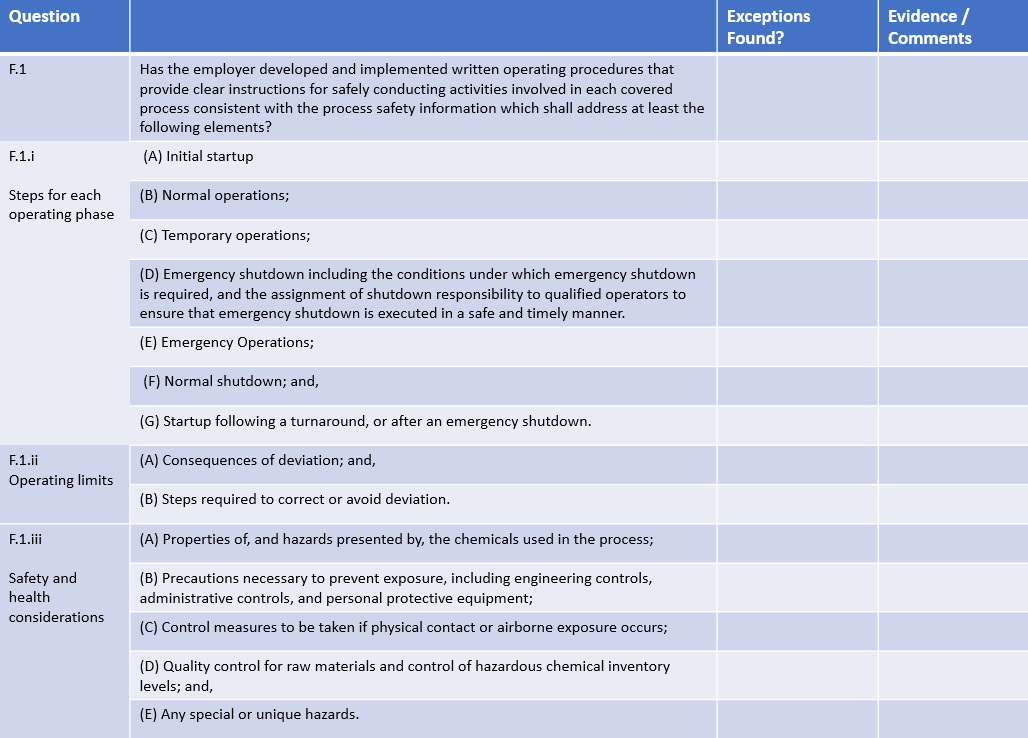 Question
Exceptions
Found?
Evidence /
Comments
F.1
Has the employer developed and implemented written operating procedures that
provide clear instructions for safely conducting activities involved in each covered
process consistent with the process safety information which shall address at least the
following elements?
F.1.i
Steps for each
operating phase
(A) Initial startup
(B) Normal operations;
(C) Temporary operations;
(D) Emergency shutdown including the conditions under which emergency shutdown
is required, and the assignment of shutdown responsibility to qualified operators to
ensure that emergency shutdown is executed in a safe and timely manner.
(E) Emergency Operations;
(F) Normal shutdown; and,
(G) Startup following a turnaround, or after an emergency shutdown.
F.1.ii
Operating limits
(A) Consequences of deviation; and,
(B) Steps required to correct or avoid deviation.
F.1.iii
Safety and
health
considerations
(A) Properties of, and hazards presented by, the chemicals used in the process;
(B) Precautions necessary to prevent exposure, including engineering controls,
administrative controls, and personal protective equipment;
(C) Control measures to be taken if physical contact or airborne exposure occurs;
(D) Quality control for raw materials and control of hazardous chemical inventory
levels; and,
(E) Any special or unique hazards.